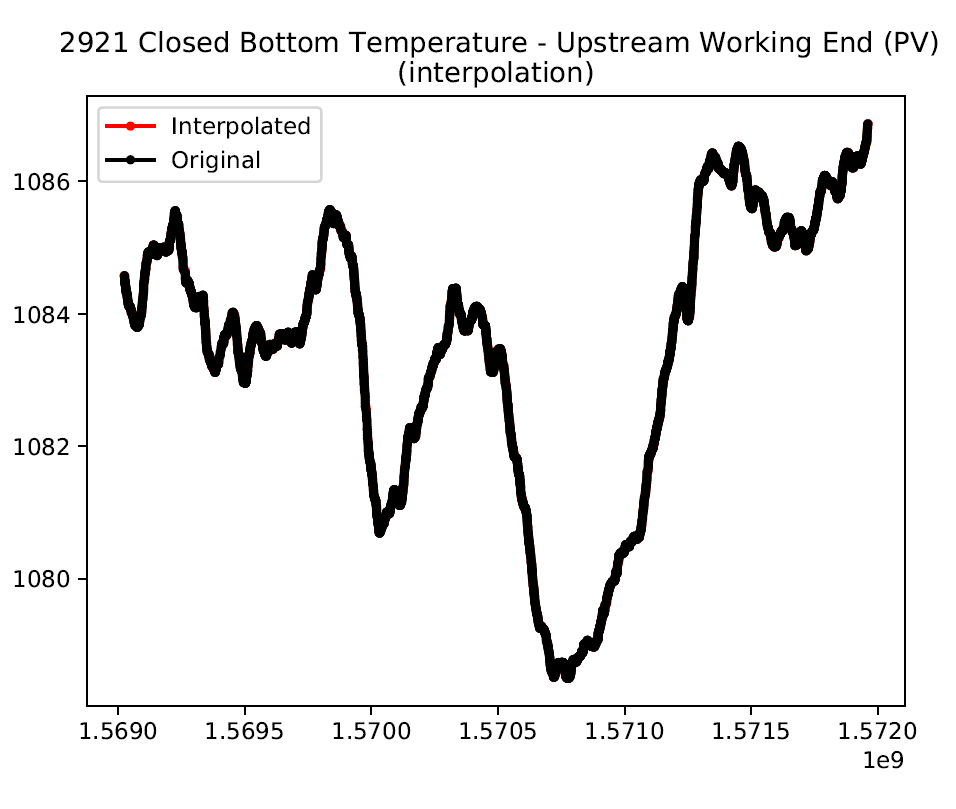 2921 Closed Bottom Temperature - Upstream Working End (PV)
(interpolation)
Interpolated
Original
1086
1084
1082
1080
1.5690 1.5695 1.5700 1.5705 1.5710 1.5715 1.5720
1e9